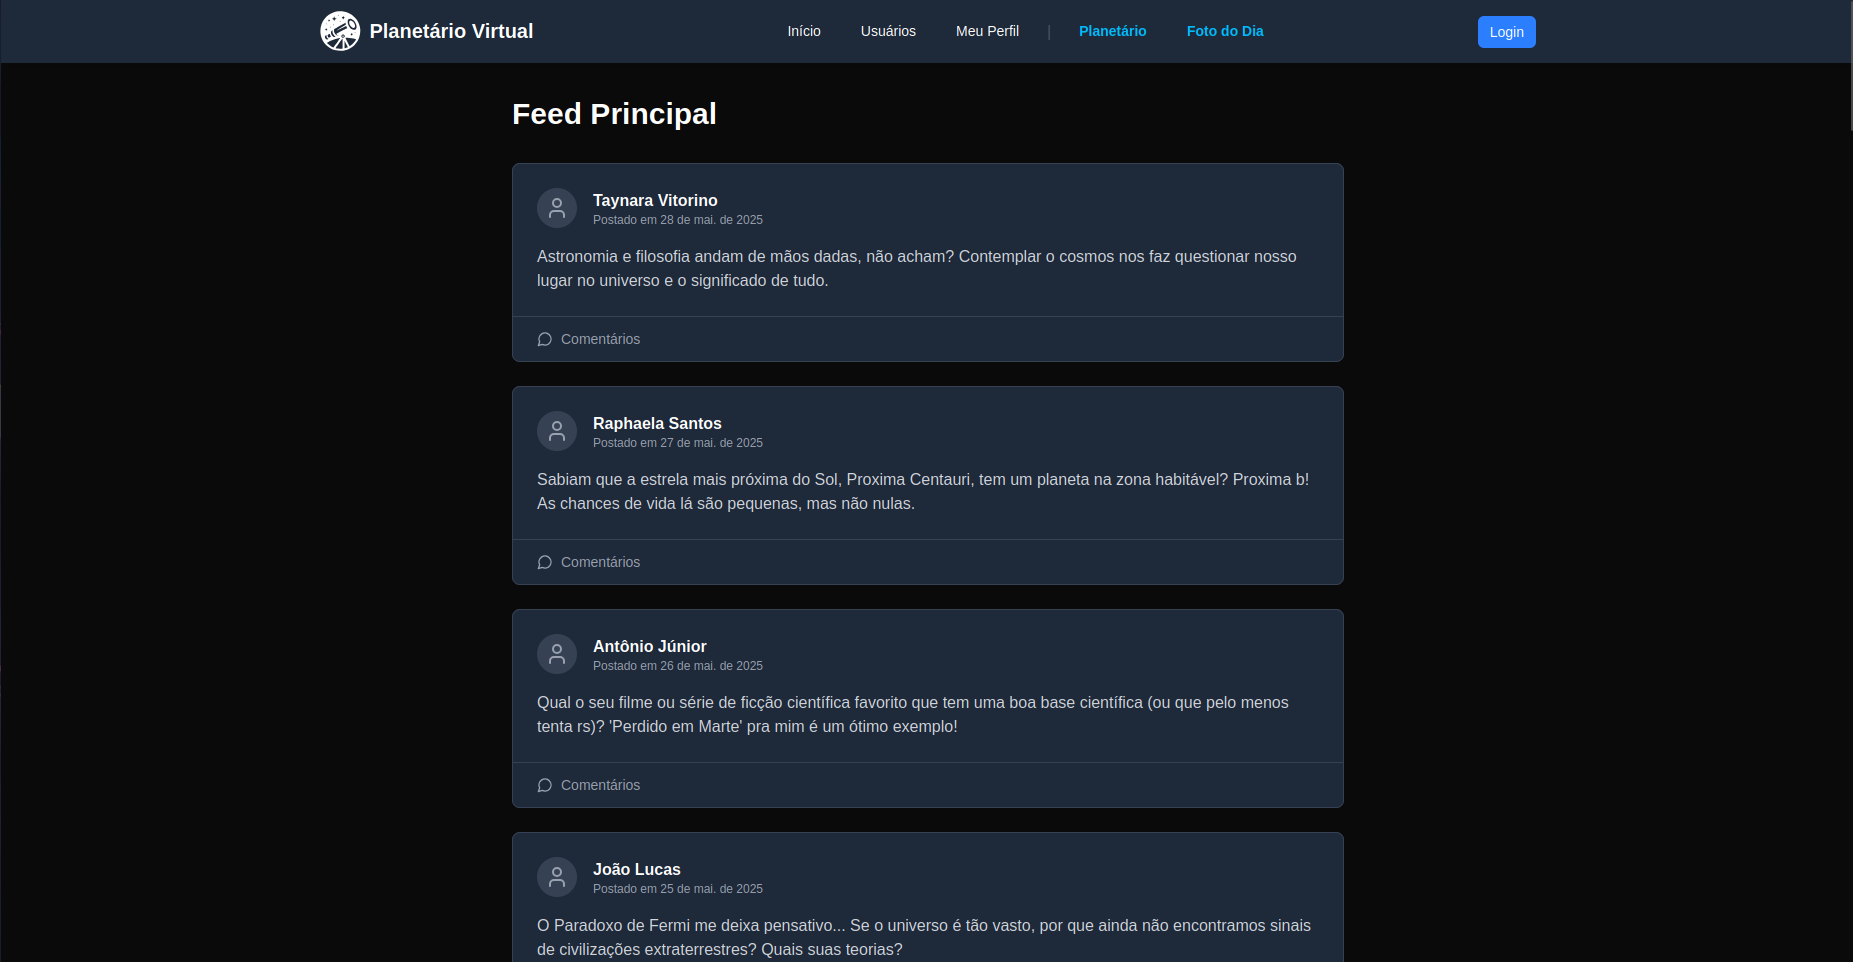 Planetário Virtual
Início
Usuários
Meu Perfil
|
Planetário
Foto do Dia
Login
Feed Principal
Taynara Vitorino
Postado em 28 de mai. de 2025
Astronomia e filosofia andam de mãos dadas, não acham? Contemplar o cosmos nos faz questionar nosso
lugar no universo e o significado de tudo.
Comentários
Raphaela Santos
Postado em 27 de mai. de 2025
Sabiam que a estrela mais próxima do Sol, Proxima Centauri, tem um planeta na zona habitável? Proxima b!
As chances de vida lá são pequenas, mas não nulas.
Comentários
Antônio Júnior
Postado em 26 de mai. de 2025
Qual o seu filme ou série de ficção científica favorito que tem uma boa base científica (ou que pelo menos
tenta rs)? 'Perdido em Marte' pra mim é um ótimo exemplo!
Comentários
João Lucas
Postado em 25 de mai. de 2025
O Paradoxo de Fermi me deixa pensativo... Se o universo é tão vasto, por que ainda não encontramos sinais
de civilizações extraterrestres? Quais suas teorias?